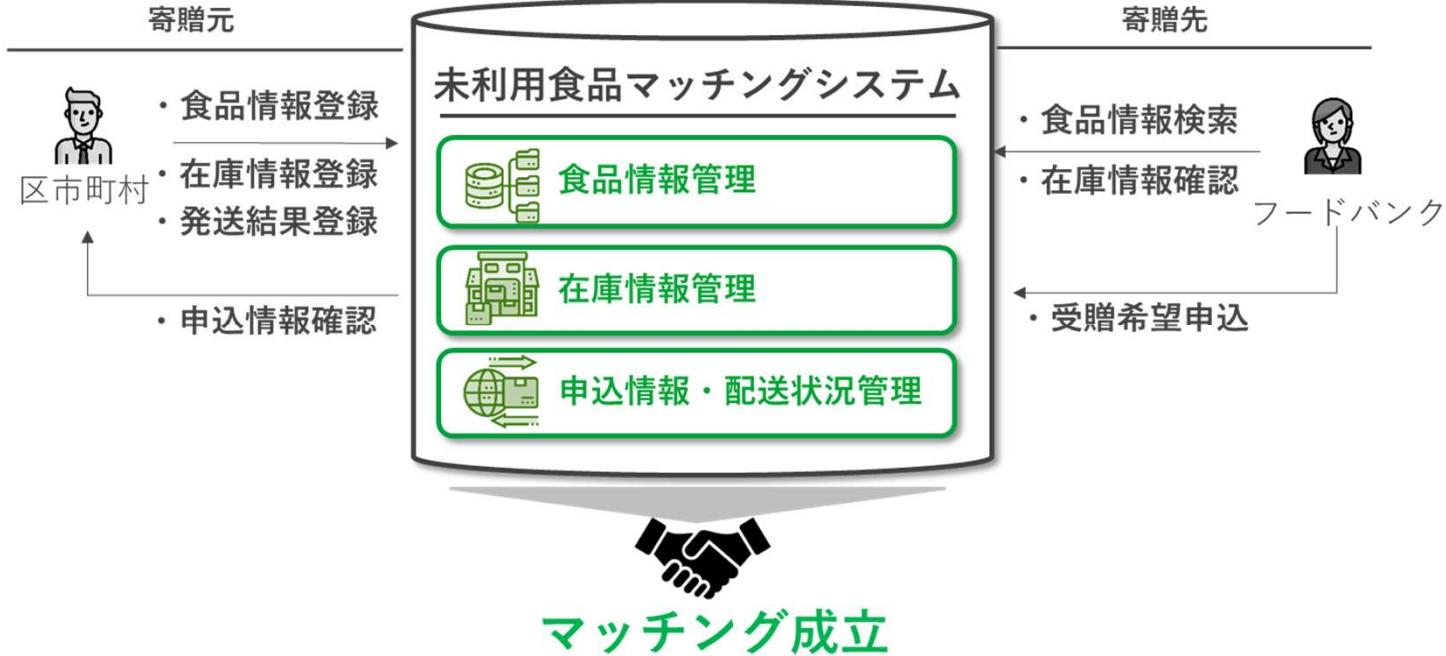 寄贈元
・食品情報登録
・在庫情報登録
・発送結果登録
区市町村
・申込情報確認
未利用食品マッチングシステム
食品情報管理
在庫情報管理
申込情報・配送状況管理
寄贈先
・食品情報検索
・在庫情報確認
フードバンク
・受贈希望申込
マッチング成立